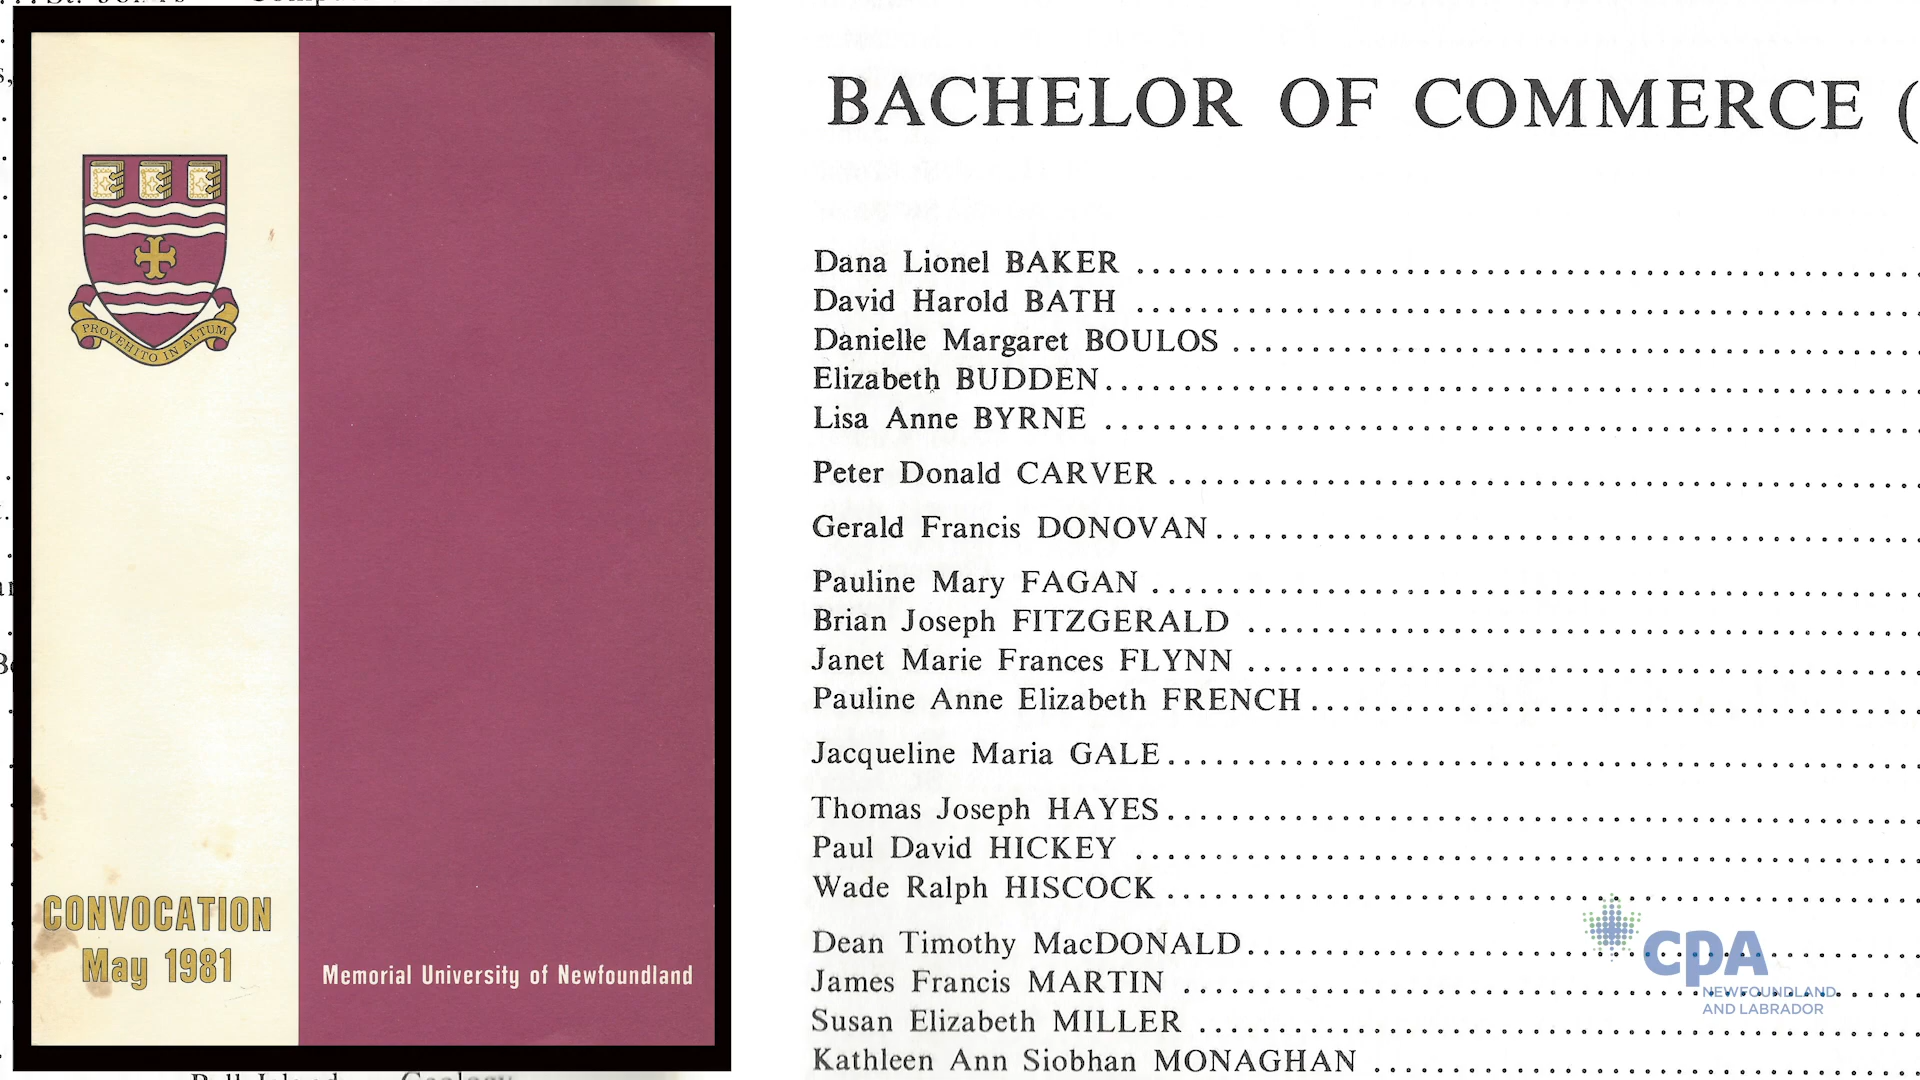 St. John's
PROVEHITO IN ALTUM
CONVOCATION
May 1981
Memorial University of Newfoundland
BACHELOR OF COMMERCE (
Dana Lionel BAKER
David Harold BATH
Danielle Margaret BOULOS
Elizabeth BUDDEN
Lisa Anne BYRNE
Peter Donald CARVER
Gerald Francis DONOVAN
Pauline Mary FAGAN
Brian Joseph FITZGERALD
Janet Marie Frances FLYNN
Pauline Anne Elizabeth FRENCH
Jacqueline Maria GALE
Thomas Joseph HAYES
Paul David HICKEY
Wade Ralph HISCOCK
Dean Timothy MacDONALD
James Francis MARTIN
Susan Elizabeth MILLER
Kathleen Ann Siobhan MONAGHAN
CPA
NEWFOUNDLAND
AND LABRADOR